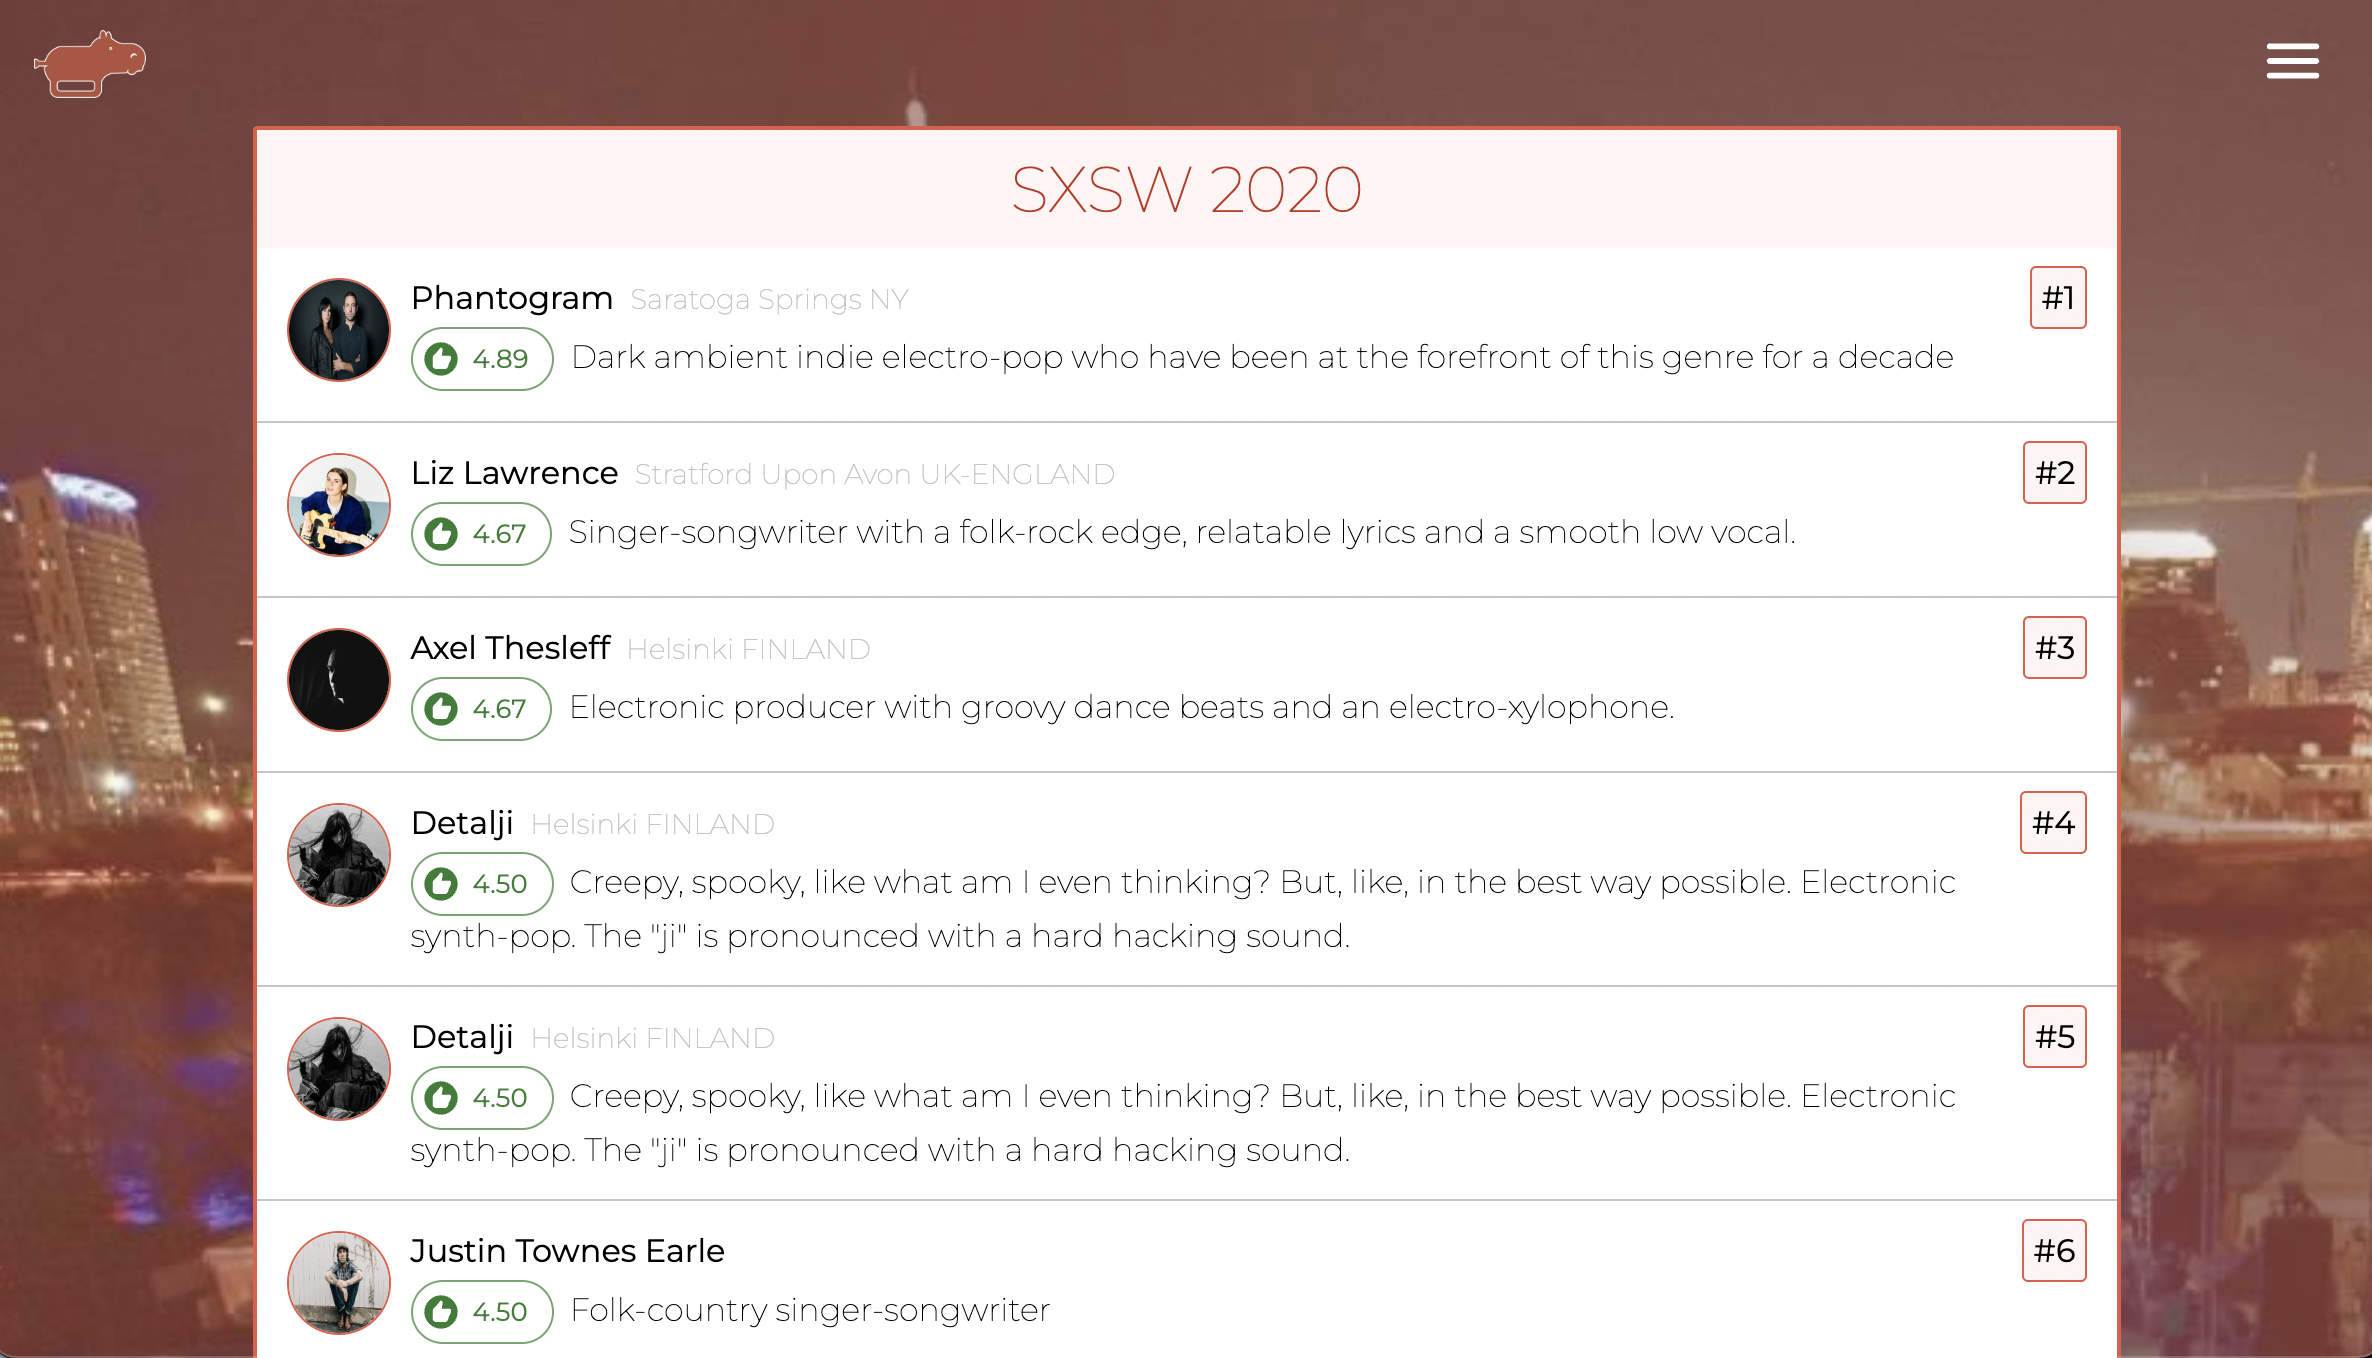 SXSW 2020
Phantogram Saratoga Springs NY
#1
4.89 Dark ambient indie electro-pop who have been at the forefront of this genre for a decade
Liz Lawrence Stratford Upon Avon UK-ENGLAND
#2
4.67 Singer-songwriter with a folk-rock edge, relatable lyrics and a smooth low vocal.
Axel Thesleff Helsinki FINLAND
#3
4.67 Electronic producer with groovy dance beats and an electro-xylophone.
Detalji Helsinki FINLAND
#4
4.50 Creepy, spooky, like what am I even thinking? But, like, in the best way possible. Electronic
synth-pop. The "ji" is pronounced with a hard hacking sound.
Detalji Helsinki FINLAND
#5
4.50 Creepy, spooky, like what am I even thinking? But, like, in the best way possible. Electronic
synth-pop. The "ji" is pronounced with a hard hacking sound.
Justin Townes Earle
#6
4.50 Folk-country singer-songwriter